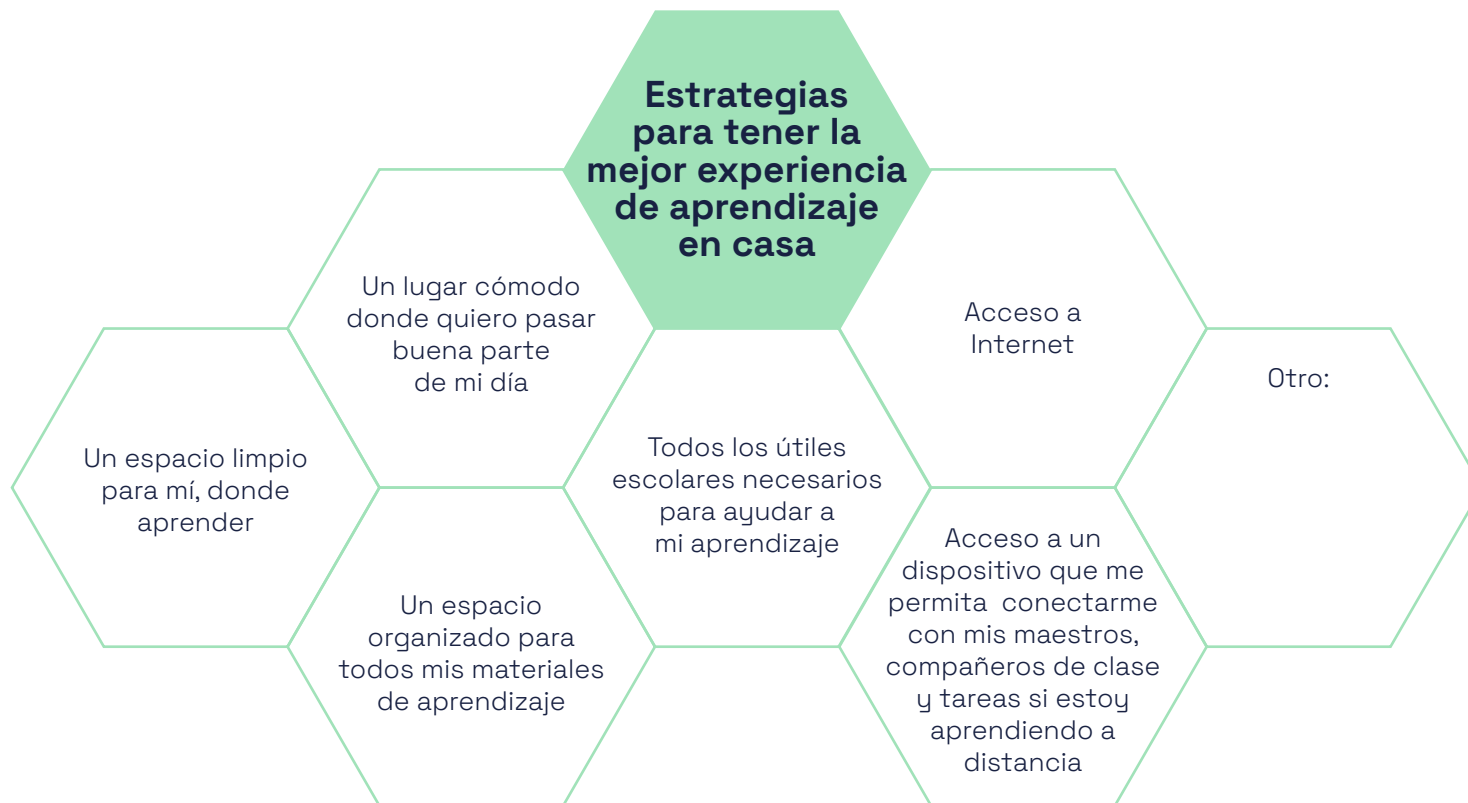 Estrategias
para tener la
mejor experiencia
de aprendizaje
en casa
Un lugar cómodo
donde quiero pasar
buena parte
de mi día
Acceso a
Internet
Otro:
Un espacio limpio
para mí, donde
aprender
Todos los útiles
escolares necesarios
para ayudar a
mi aprendizaje
Un espacio
organizado para
todos mis materiales
de aprendizaje
Acceso a un
dispositivo que me
permita  conectarme
con mis maestros,
compañeros de clase
y tareas si estoy
aprendiendo a
distancia